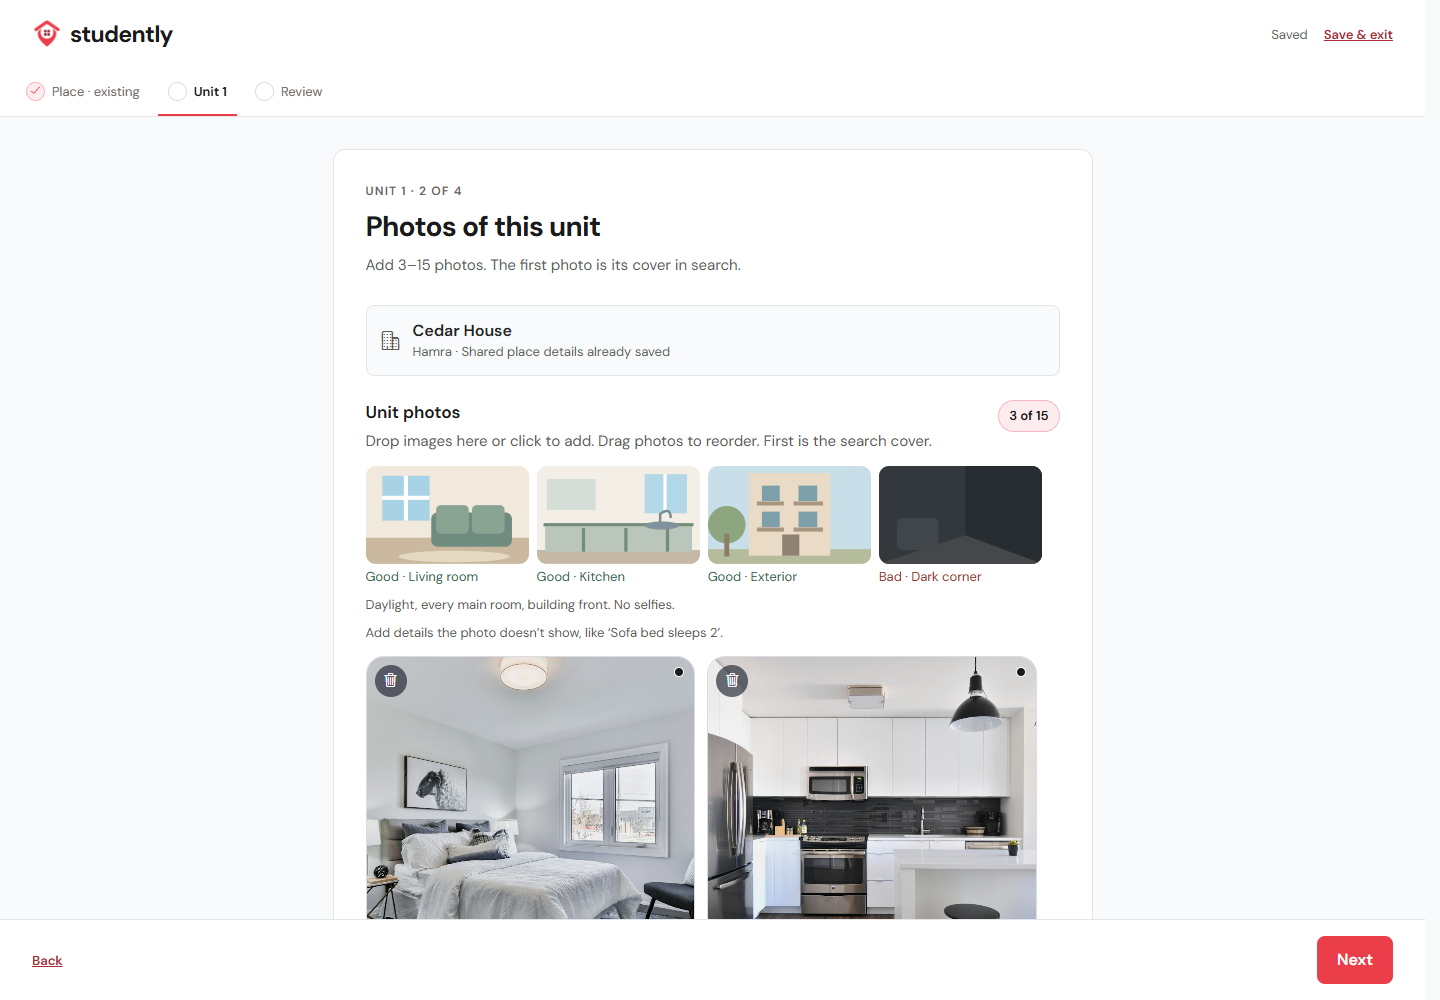 studently
Saved
Save & exit
Place · existing
Unit 1
Review
UNIT 1 · 2 OF 4
Photos of this unit
Add 3–15 photos. The first photo is its cover in search.
Cedar House
Hamra · Shared place details already saved
Unit photos
3 of 15
Drop images here or click to add. Drag photos to reorder. First is the search cover.
Good · Living room
Good · Kitchen
Good · Exterior
Bad · Dark corner
Daylight, every main room, building front. No selfies.
Add details the photo doesn’t show, like ‘Sofa bed sleeps 2’.
Back
Next